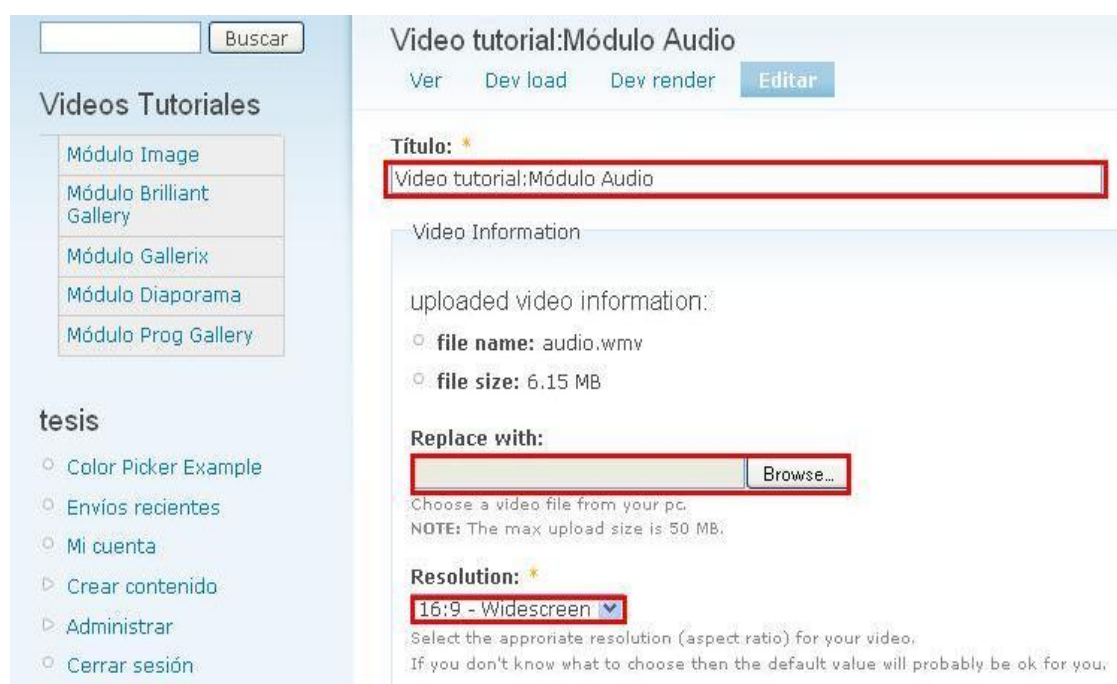 Buscar
Videos Tutoriales
Módulo Image
Módulo Brilliant
Gallery
Módulo Gallerix
Módulo Diaporama
Módulo Prog Gallery
tesis
Color Picker Example
Envíos recientes
Mi cuenta
Crear contenido
Administrar
Cerrar sesión
Video tutorial:Módulo Audio
Ver Dev load Dev render Editar
Título: *
Video tutorial:Módulo Audio
Video Information
uploaded video information:
file name: audio.wmv
file size: 6.15 MB
Replace with:
Browse...
Choose a video file from your pc.
NOTE: The max upload size is 50 MB.
Resolution: *
16:9 - Widescreen
Select the approriate resolution (aspect ratio) for your video.
If you don't know what to choose then the default value will probably be ok for you.